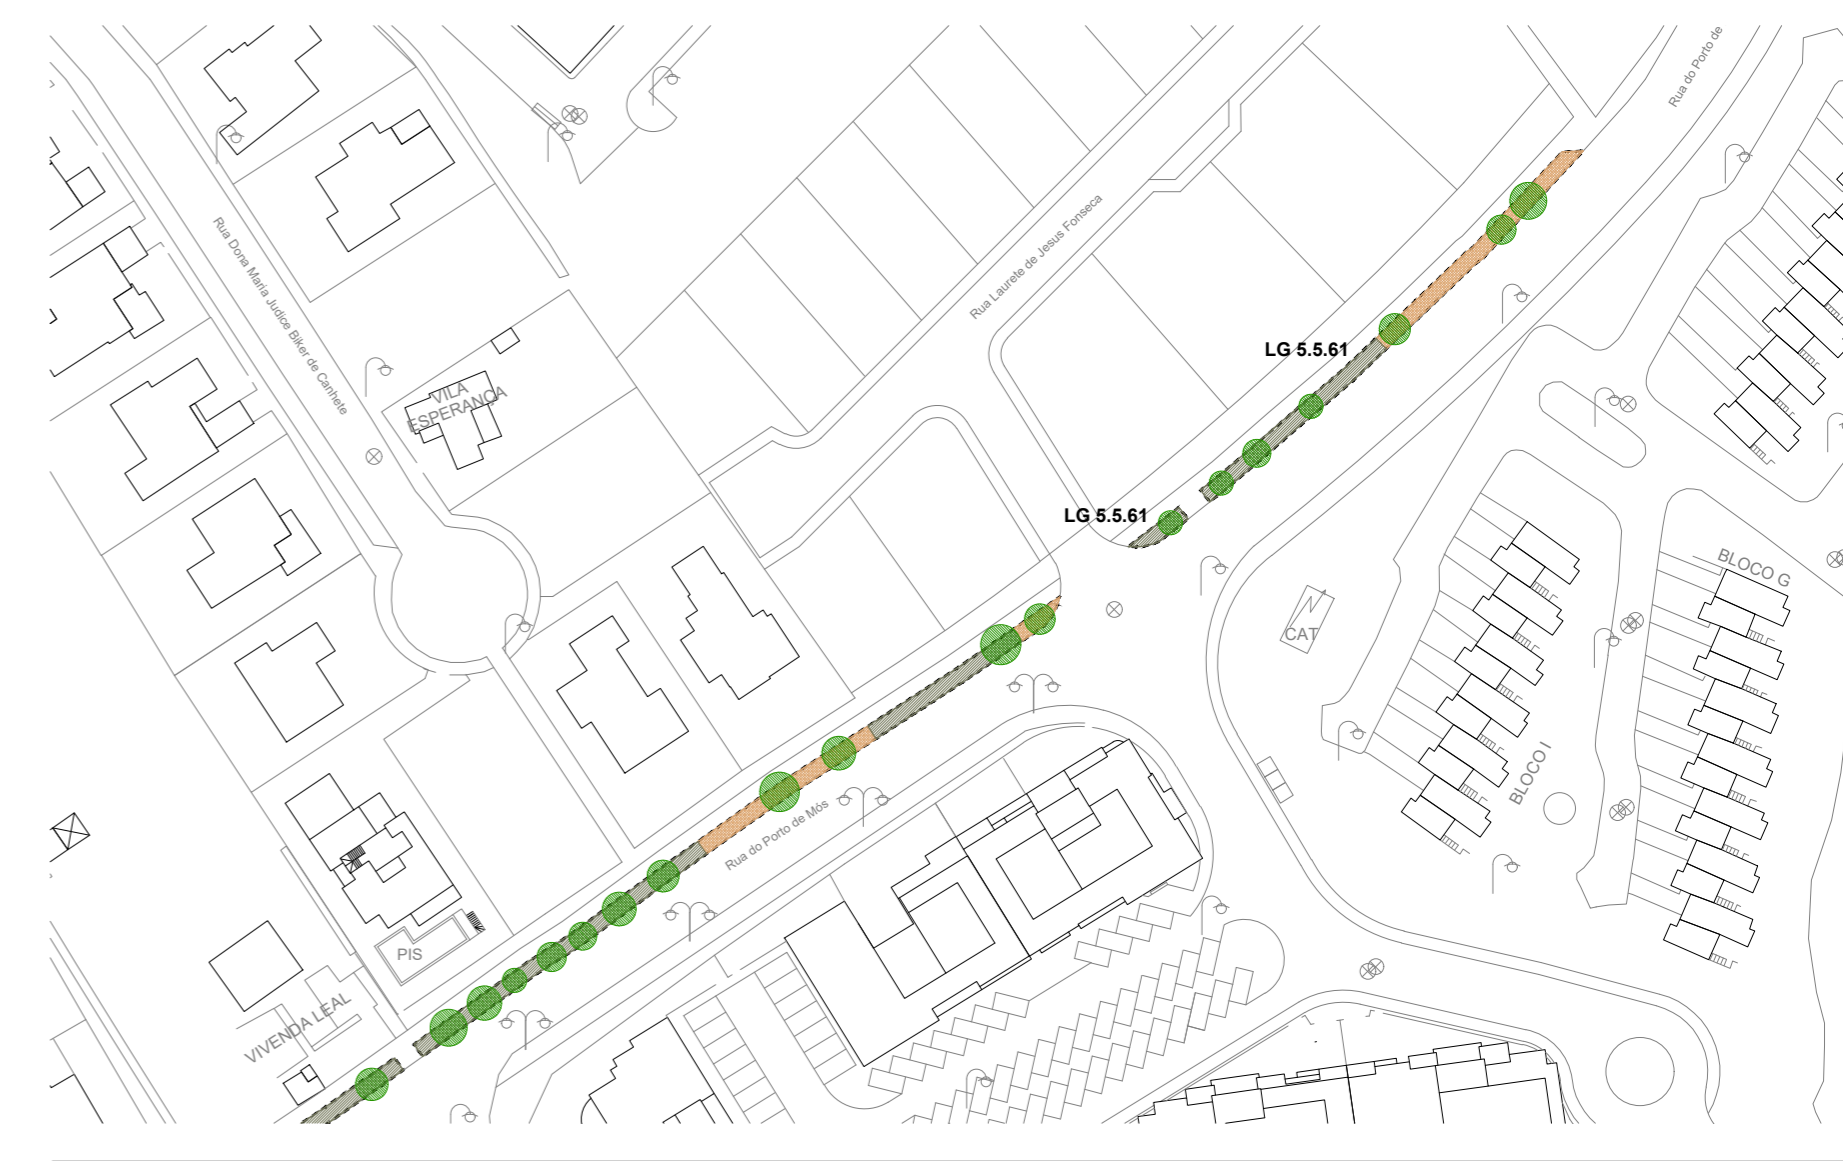 Rua do Porto de
Rua Laurete de Jesus Fonseca
Rua Dona Maria Judice Biker de Canhete
LG 5.5.61
VILA
ESPERANÇA
LG 5.5.61
BLOCO G
CAT
BLOCO I
Rua do Porto de Mós
PIS
VIVENDA LEAL